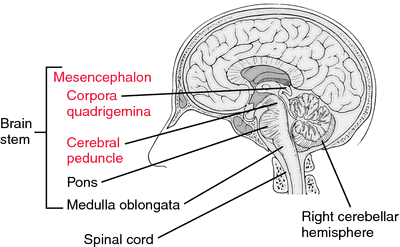 Mesencephalon
Corpora
quadrigemina
Brain
stem
Cerebral
peduncle
Pons
Medulla oblongata
Spinal cord
Right cerebellar
hemisphere